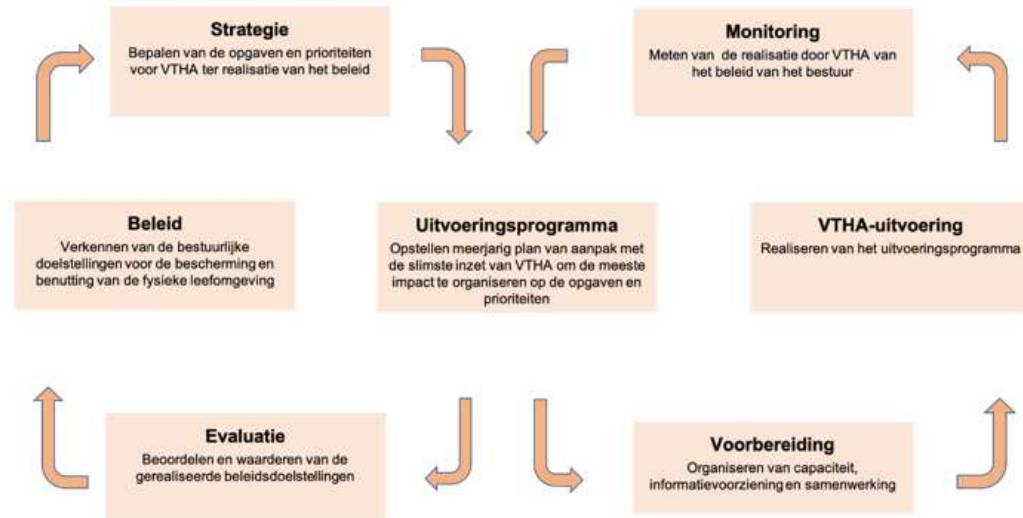 Strategie
Bepalen van de opgaven en prioriteiten
voor VTHA ter realisatie van het beleid
Monitoring
Meten van de realisatie door VTHA van
het beleid van het bestuur
Beleid
Verkennen van de bestuurlijke
doelstellingen voor de bescherming en
benutting van de fysieke leefomgeving
Uitvoeringsprogramma
Opstellen meerjarig plan van aanpak met
de slimste inzet van VTHA om de meeste
impact te organiseren op de opgaven en
prioriteiten
VTHA-uitvoering
Realiseren van het uitvoeringsprogramma
Evaluatie
Beoordelen en waarderen van de
gerealiseerde beleidsdoelstellingen
Voorbereiding
Organiseren van capaciteit,
informatievoorziening en samenwerking